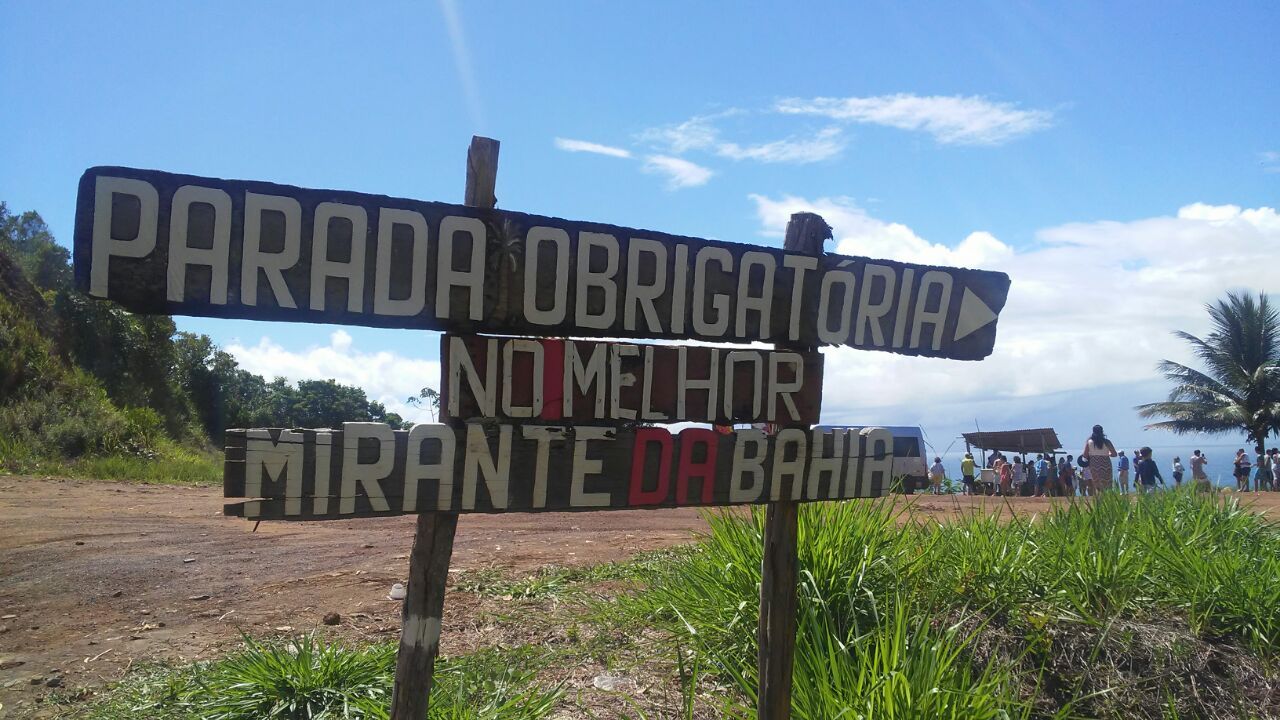 PARADA OBRIGATÓRIA
NO MELHOR
MIRANTE DA BAHIA